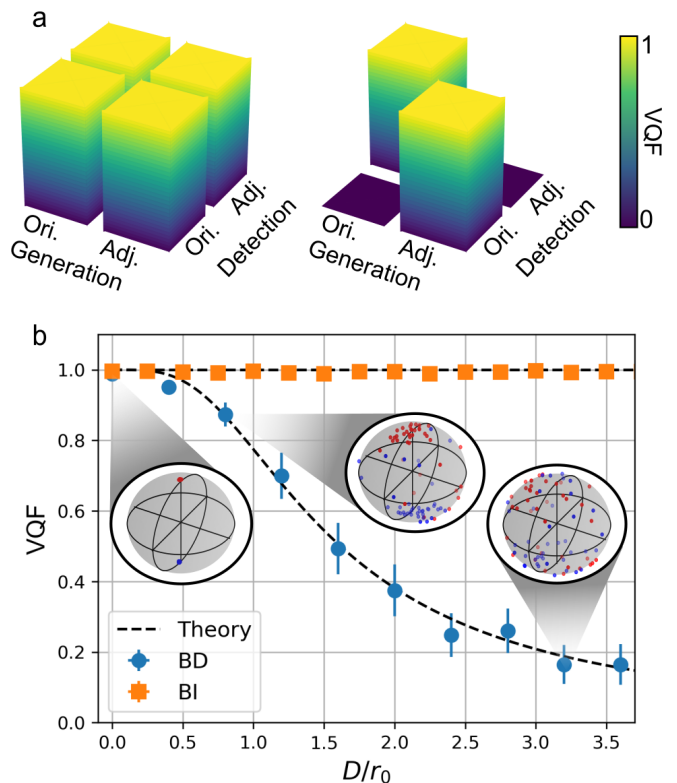 a
1
VQF
0
Ori.
Adj.
Generation
Ori.
Adj.
Detection
Ori.
Adj.
Generation
Ori.
Adj.
Detection
b
VQF
1.0
0.8
0.6
0.4
0.2
0.0
Theory
BD
BI
0.0 0.5 1.0 1.5 2.0 2.5 3.0 3.5
D/r₀